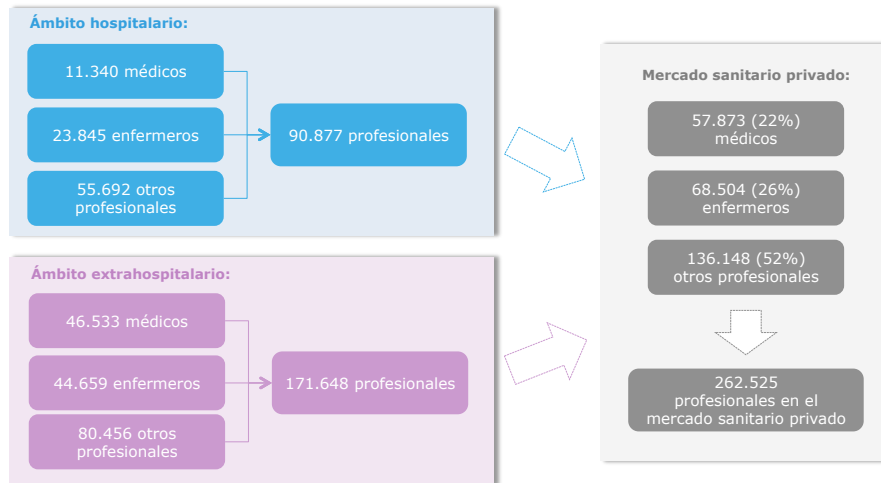 Ámbito hospitalario:
11.340 médicos
23.845 enfermeros
55.692 otros
profesionales
90.877 profesionales
Ámbito extrahospitalario:
46.533 médicos
44.659 enfermeros
80.456 otros
profesionales
171.648 profesionales
Mercado sanitario privado:
57.873 (22%)
médicos
68.504 (26%)
enfermeros
136.148 (52%)
otros profesionales
262.525
profesionales en el
mercado sanitario privado